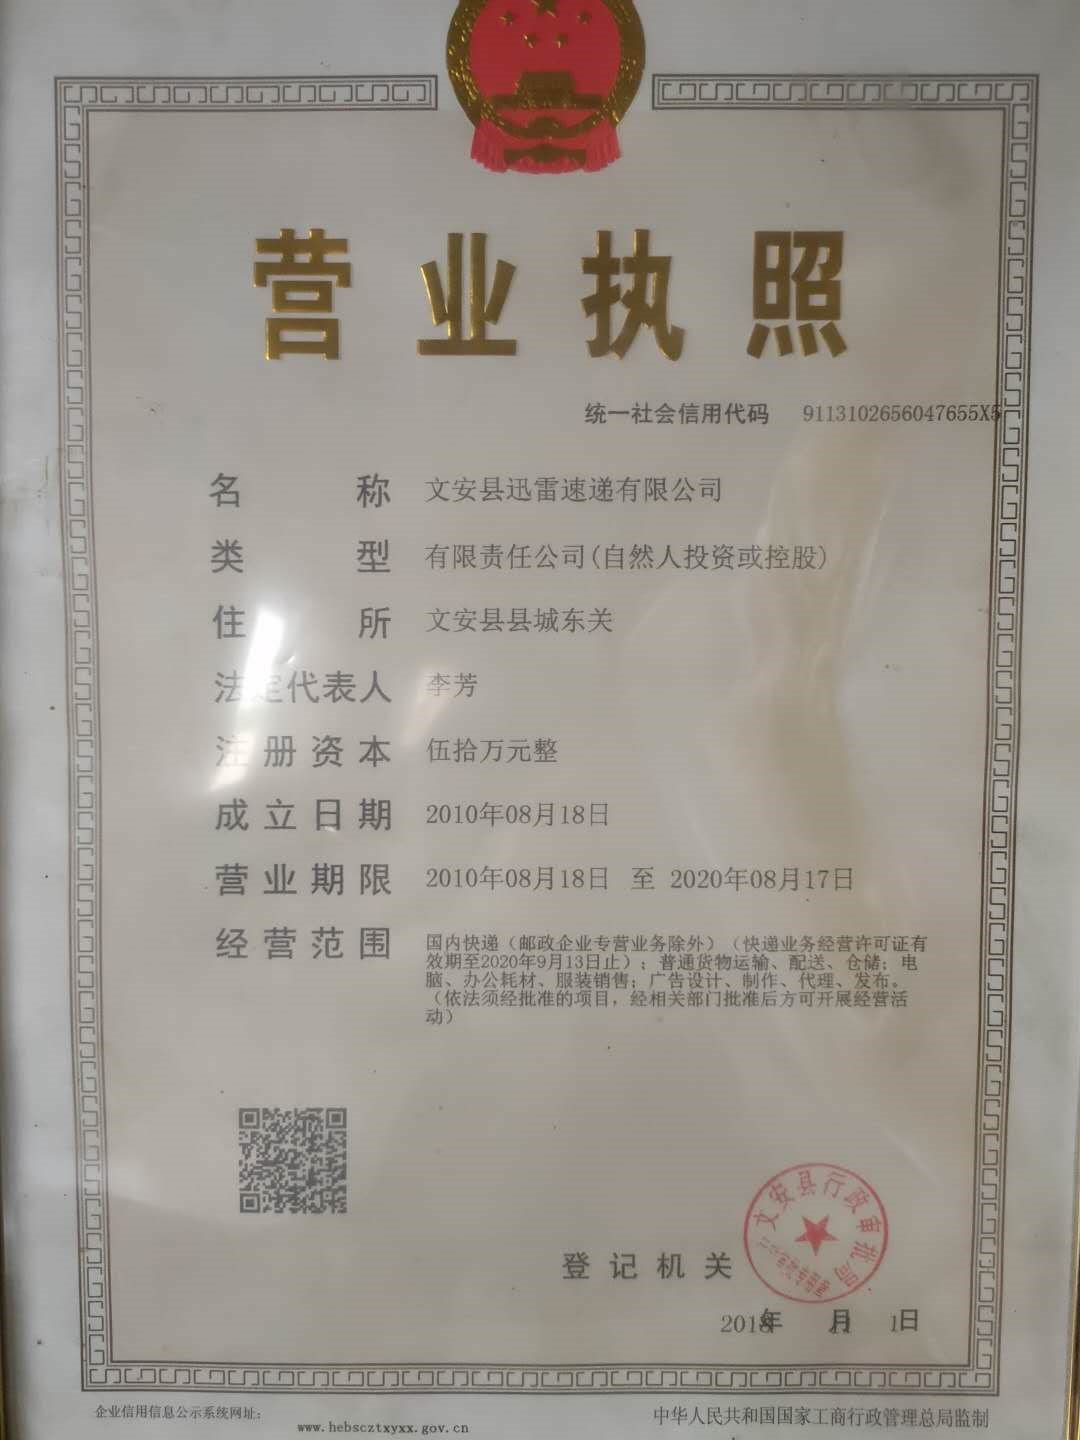 营业执照
统一社会信用代码 9113102656047655X5
名称 文安县迅雷速递有限公司
类型 有限责任公司(自然人投资或控股)
住所 文安县县城东关
法定代表人 李芳
注册资本 伍拾万元整
成立日期 2010年08月18日
营业期限 2010年08月18日 至 2020年08月17日
经营范围 国内快递（邮政企业专营业务除外）（快递业务经营许可证有
效期至2020年9月13日止）；普通货物运输、配送、仓储；电
脑、办公耗材、服装销售；广告设计、制作、代理、发布。
（依法须经批准的项目，经相关部门批准后方可开展经营活
动）
文安县行政审批局
登记机关
2018年 11月 1日
企业信用信息公示系统网址：
www.hebscztxyxx.gov.cn
中华人民共和国国家工商行政管理总局监制